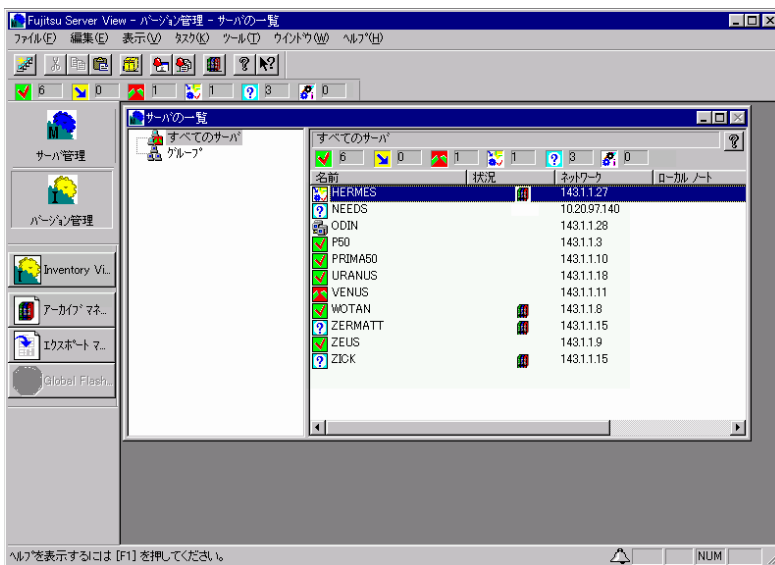 Fujitsu Server View - バージョン管理 - サーバの一覧
ファイル(F) 編集(E) 表示(V) タスク(K) ツール(T) ウインドウ(W) ヘルプ(H)
6 0 1 1 3 0
サーバ管理
バージョン管理
Inventory Vi...
アーカイブ マネ...
エクスポート マ...
Global Flash...
サーバの一覧
すべてのサーバ
グループ
すべてのサーバ
6 0 1 1 3 0
名前 状況 ネットワーク ローカル ノート
HERMES 143.1.1.27
NEEDS 10.20.97.140
ODIN 143.1.1.28
P50 143.1.1.3
PRIMA50 143.1.1.10
URANUS 143.1.1.18
VENUS 143.1.1.11
WOTAN 143.1.1.8
ZERMATT 143.1.1.15
ZEUS 143.1.1.9
ZICK 143.1.1.15
ヘルプを表示するには [F1] を押してください。
NUM